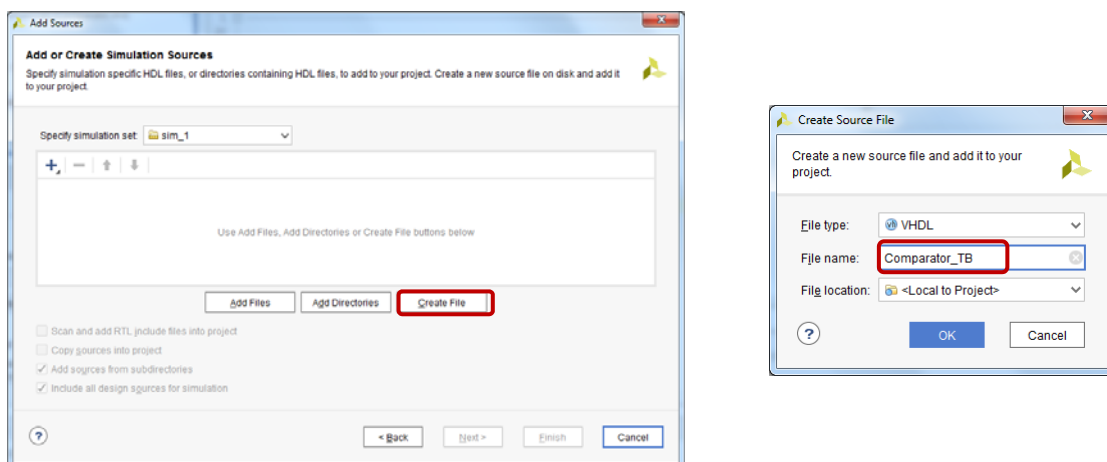 Add Sources
Add or Create Simulation Sources
Specify simulation specific HDL files, or directories containing HDL files, to add to your project. Create a new source file on disk and add it
to your project.
Specify simulation set: sim_1
Use Add Files, Add Directories or Create File buttons below
Add Files Add Directories Create File
Scan and add RTL include files into project
Copy sources into project
Add sources from subdirectories
Include all design sources for simulation
? < Back Next > Finish Cancel
Create Source File
Create a new source file and add it to your
project.
File type: VHDL
File name: Comparator_TB
File location: <Local to Project>
? OK Cancel